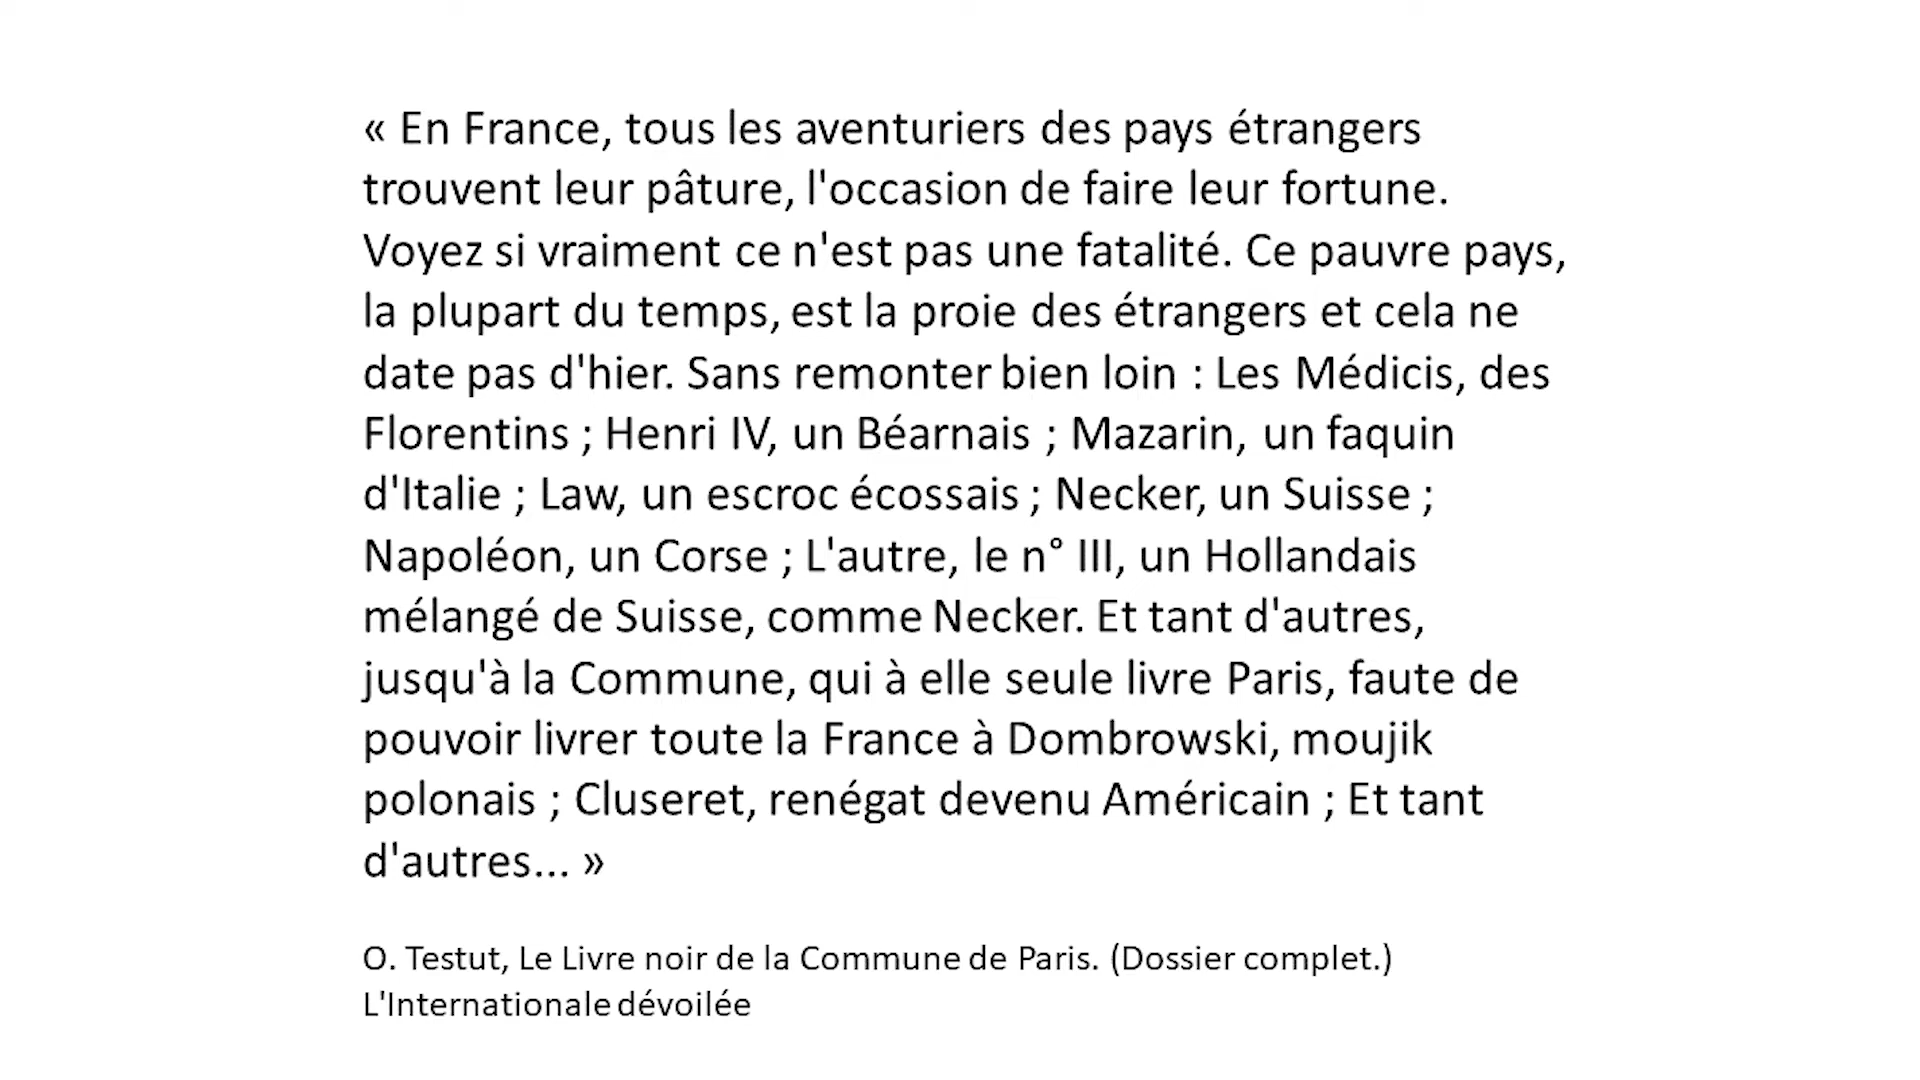 « En France, tous les aventuriers des pays étrangers
trouvent leur pâture, l'occasion de faire leur fortune.
Voyez si vraiment ce n'est pas une fatalité. Ce pauvre pays,
la plupart du temps, est la proie des étrangers et cela ne
date pas d'hier. Sans remonter bien loin : Les Médicis, des
Florentins ; Henri IV, un Béarnais ; Mazarin, un faquin
d'Italie ; Law, un escroc écossais ; Necker, un Suisse ;
Napoléon, un Corse ; L'autre, le n° III, un Hollandais
mélangé de Suisse, comme Necker. Et tant d'autres,
jusqu'à la Commune, qui à elle seule livre Paris, faute de
pouvoir livrer toute la France à Dombrowski, moujik
polonais ; Cluseret, renégat devenu Américain ; Et tant
d'autres... »
O. Testut, Le Livre noir de la Commune de Paris. (Dossier complet.)
L'Internationale dévoilée